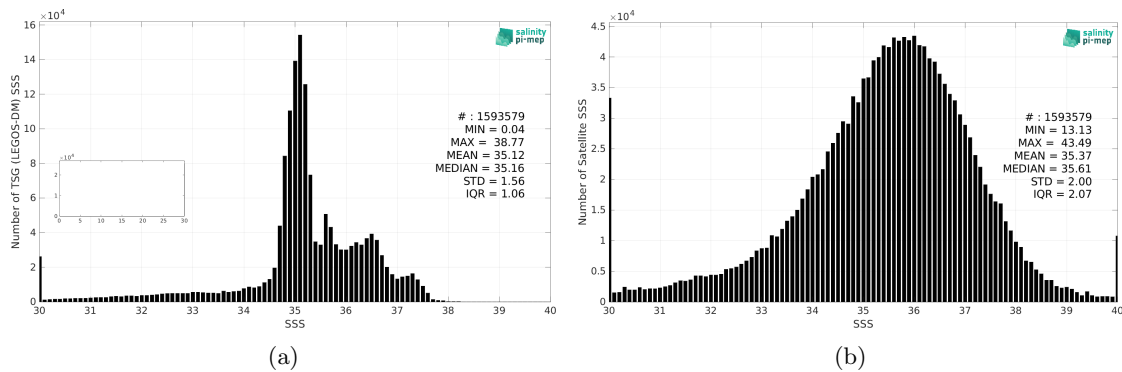 ×10⁴
16
14
12
10
8
6
4
2
0
Number of TSG (LEGOS-DM) SSS
salinity
pi-mep
# : 1593579
MIN = 0.04
MAX = 38.77
MEAN = 35.12
MEDIAN = 35.16
STD = 1.56
IQR = 1.06
×10⁴
2
1
0
0 5 10 15 20 25 30
30 31 32 33 34 35 36 37 38 39 40
SSS
(a)
×10⁴
4.5
4
3.5
3
2.5
2
1.5
1
0.5
0
Number of Satellite SSS
salinity
pi-mep
# : 1593579
MIN = 13.13
MAX = 43.49
MEAN = 35.37
MEDIAN = 35.61
STD = 2.00
IQR = 2.07
30 31 32 33 34 35 36 37 38 39 40
SSS
(b)